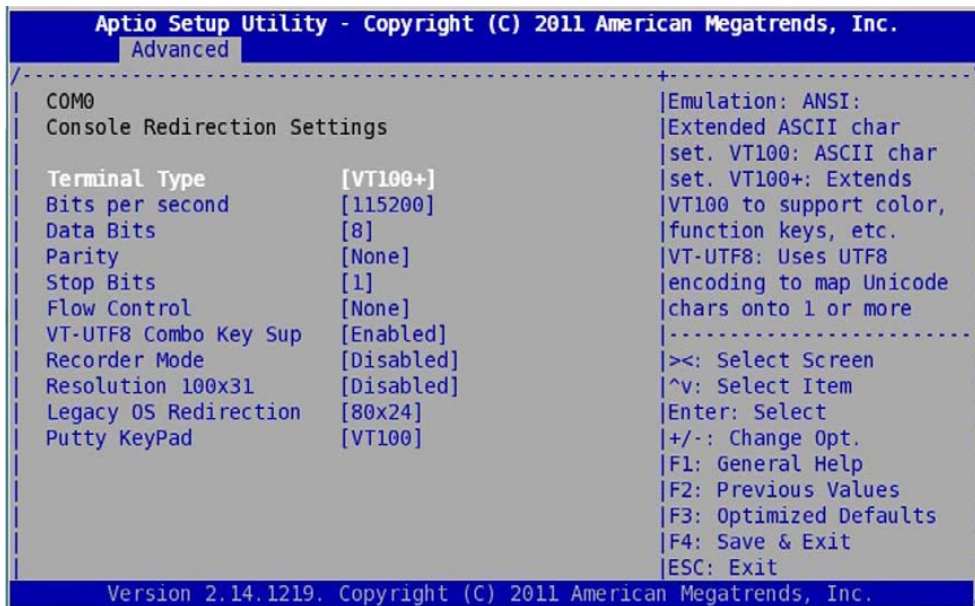 Aptio Setup Utility - Copyright (C) 2011 American Megatrends, Inc.
Advanced
COM0
Console Redirection Settings
Terminal Type [VT100+]
Bits per second [115200]
Data Bits [8]
Parity [None]
Stop Bits [1]
Flow Control [None]
VT-UTF8 Combo Key Sup [Enabled]
Recorder Mode [Disabled]
Resolution 100x31 [Disabled]
Legacy OS Redirection [80x24]
Putty KeyPad [VT100]
Emulation: ANSI:
Extended ASCII char
set. VT100: ASCII char
set. VT100+: Extends
VT100 to support color,
function keys, etc.
VT-UTF8: Uses UTF8
encoding to map Unicode
chars onto 1 or more
><: Select Screen
^v: Select Item
Enter: Select
+/-: Change Opt.
F1: General Help
F2: Previous Values
F3: Optimized Defaults
F4: Save & Exit
ESC: Exit
Version 2.14.1219. Copyright (C) 2011 American Megatrends, Inc.